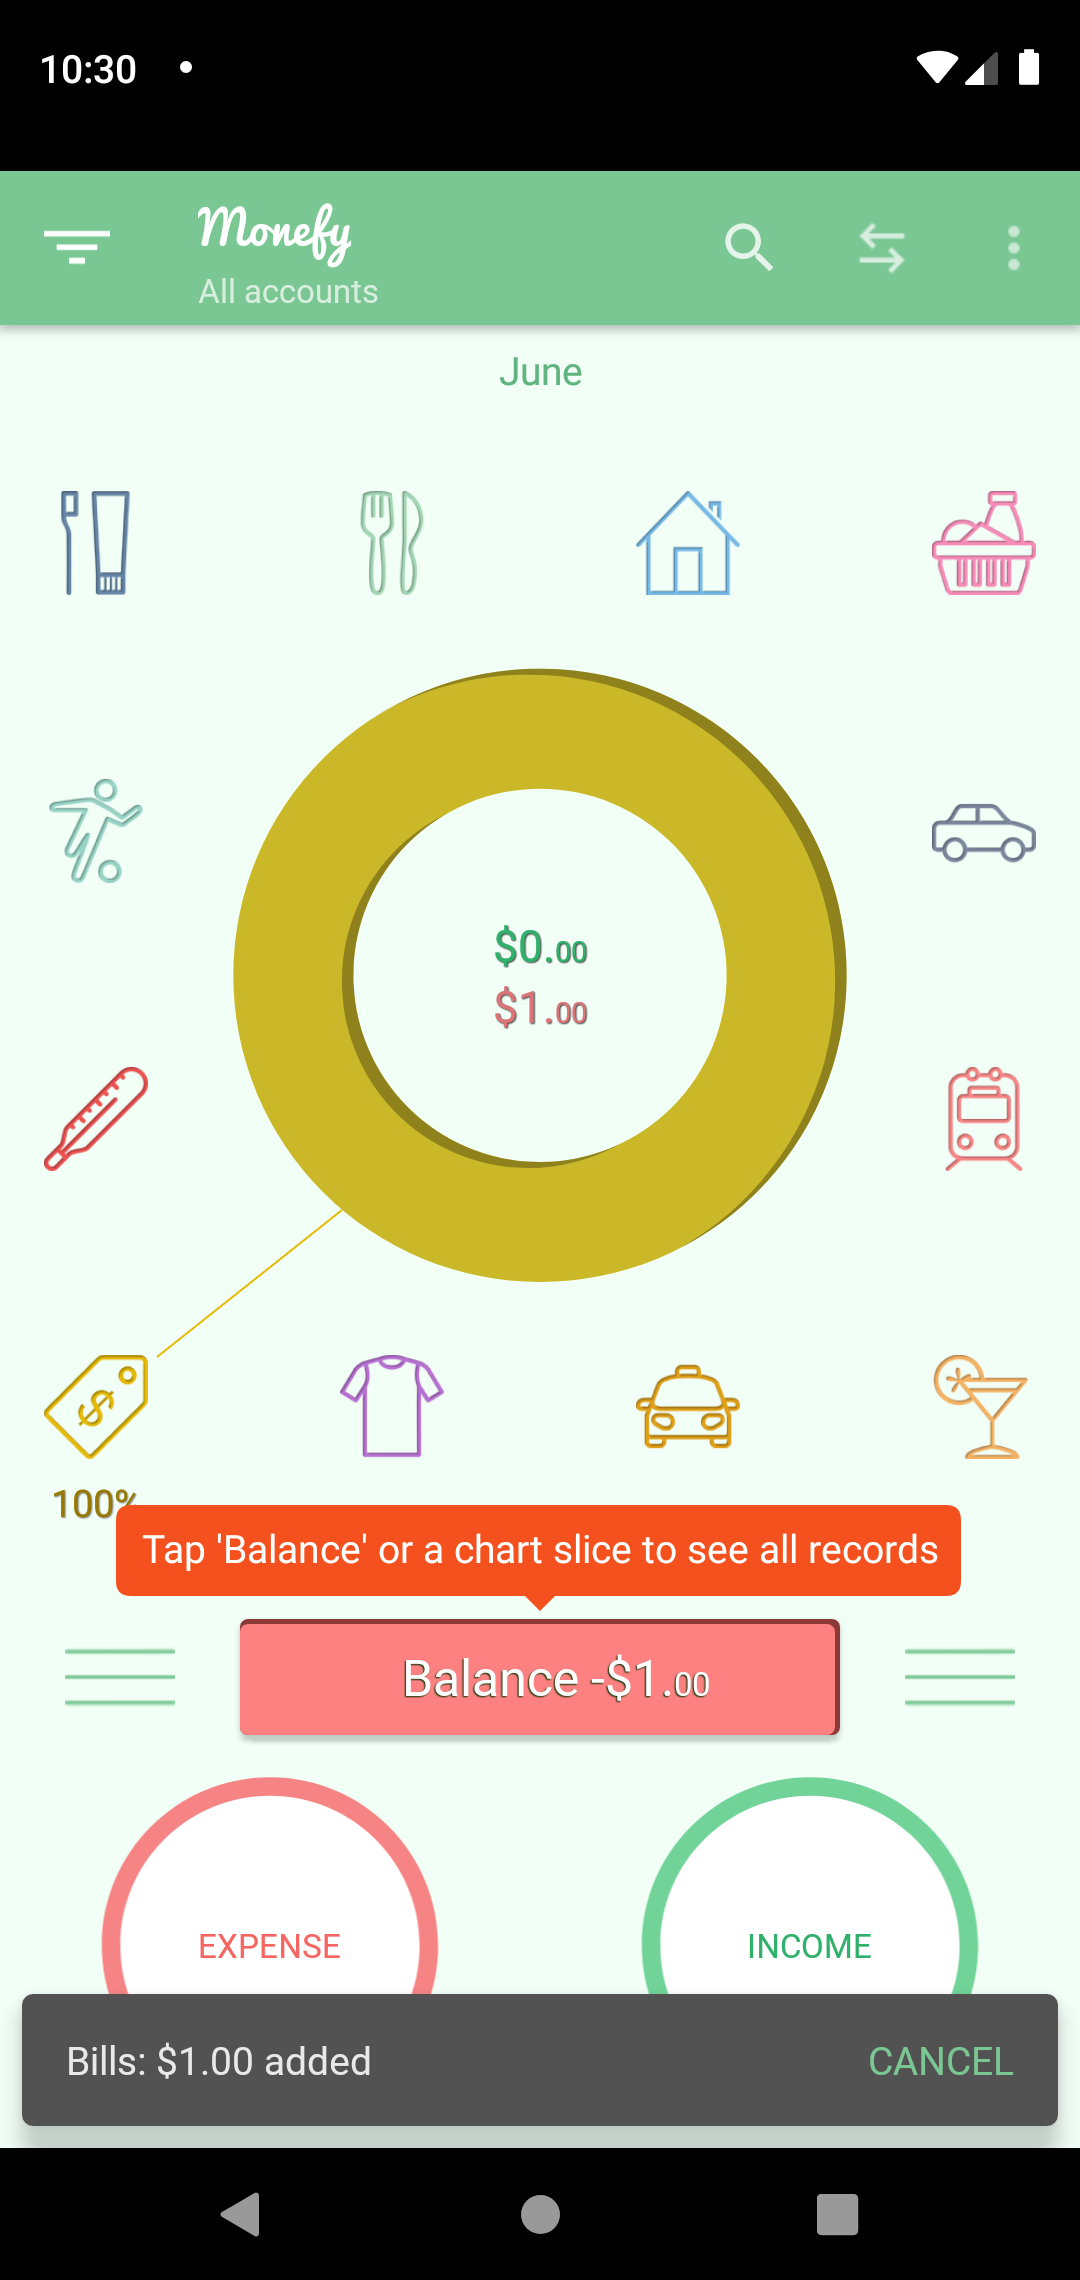 10:30
Monefy
All accounts
June
$0.00
$1.00
100%
Tap 'Balance' or a chart slice to see all records
Balance -$1.00
EXPENSE
INCOME
Bills: $1.00 added
CANCEL